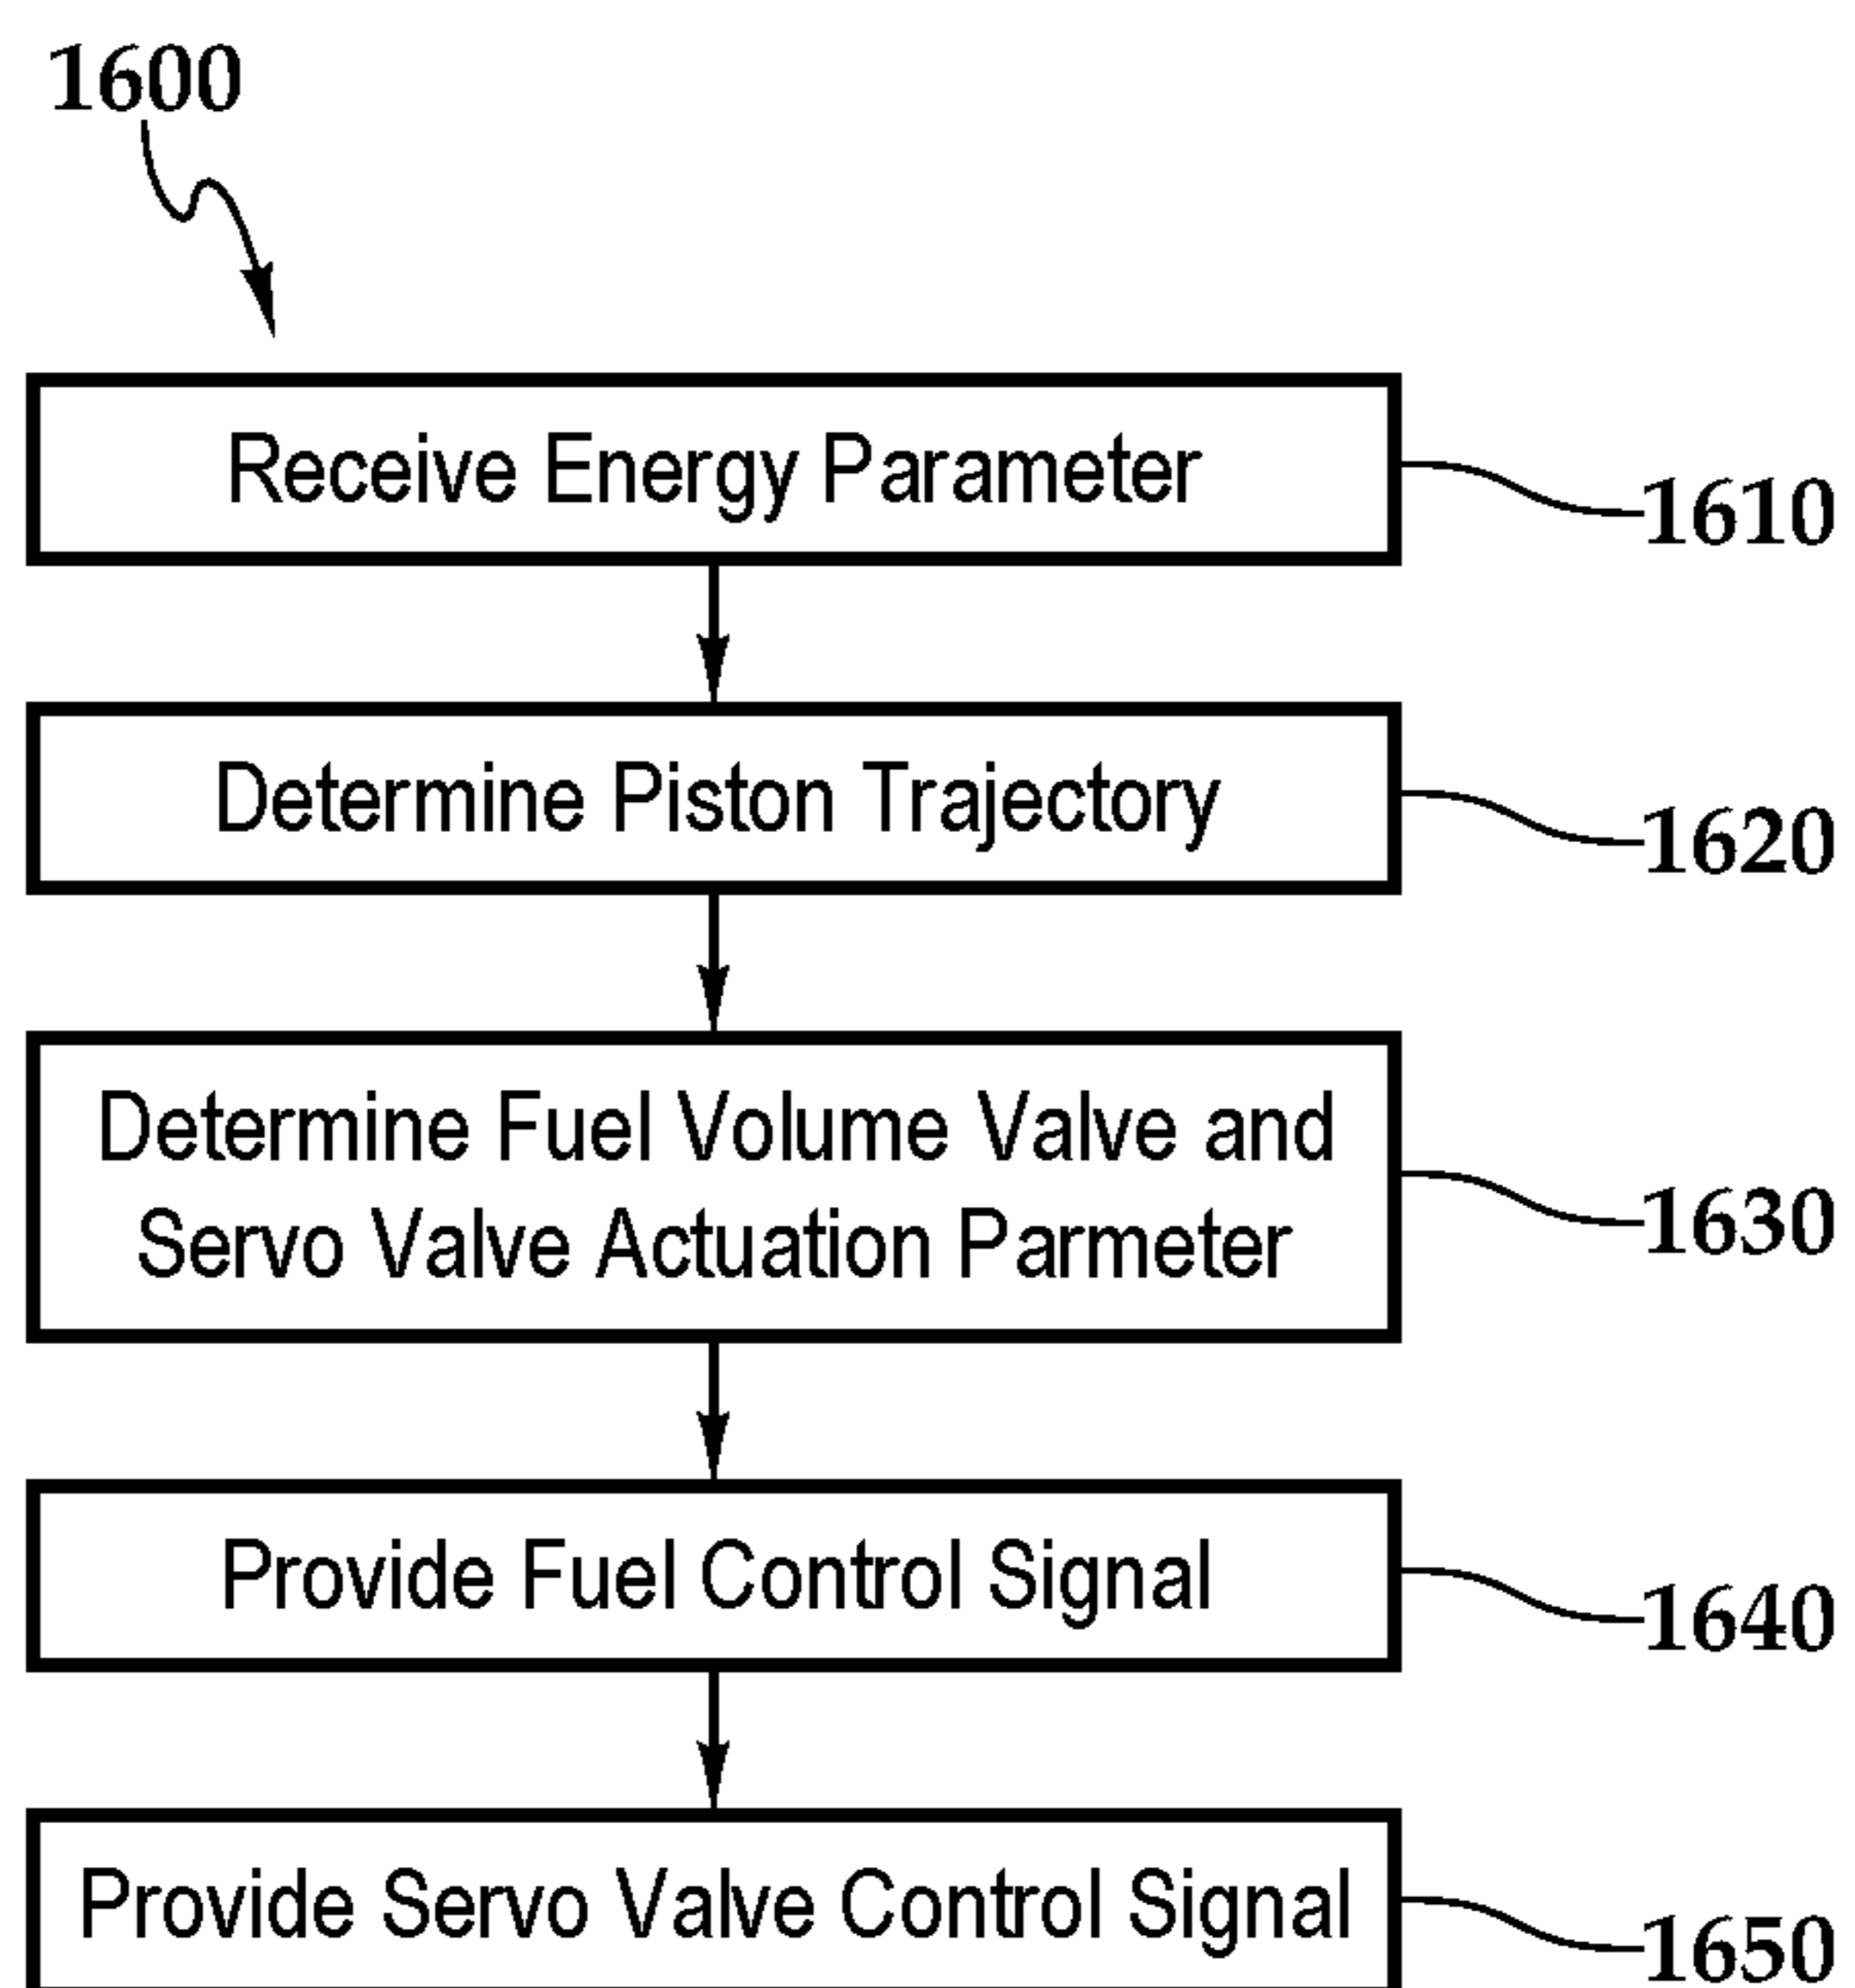 1600
Receive Energy Parameter
1610
Determine Piston Trajectory
1620
Determine Fuel Volume Valve and
Servo Valve Actuation Parmeter
1630
Provide Fuel Control Signal
1640
Provide Servo Valve Control Signal
1650